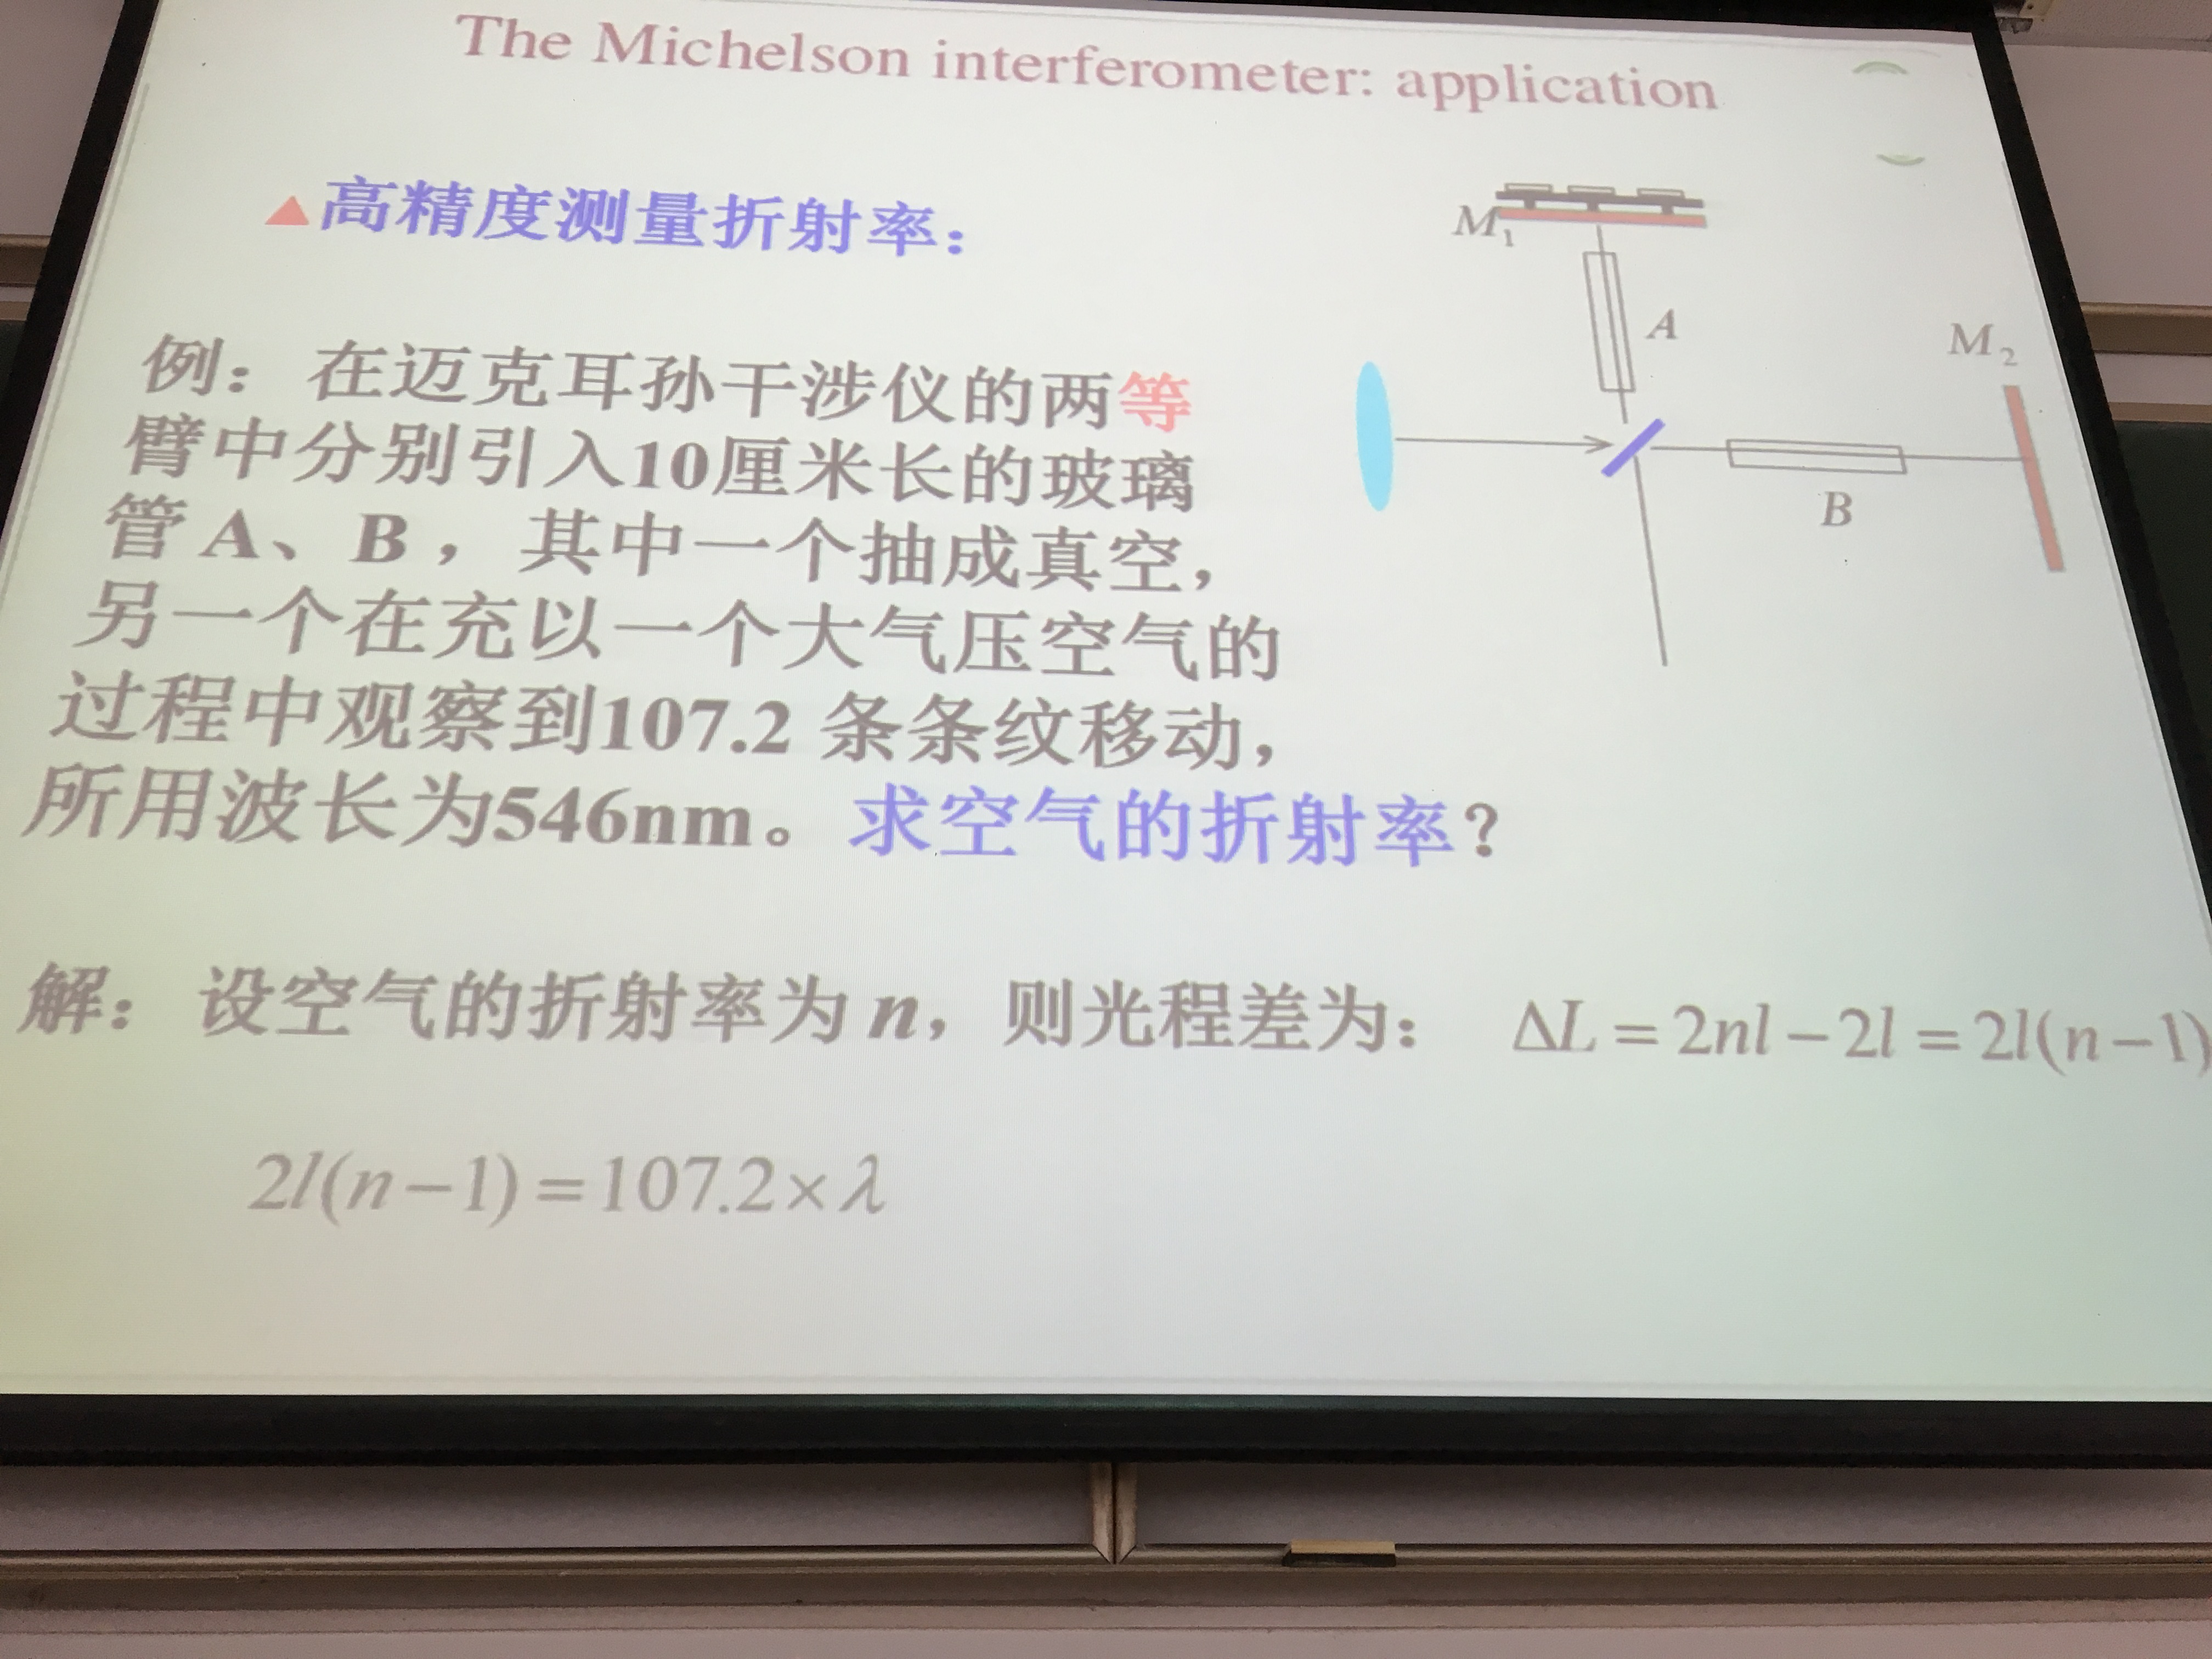 The Michelson interferometer: application
▲高精度测量折射率：
M₁
A
M₂
B
例：在迈克耳孙干涉仪的两等
臂中分别引入10厘米长的玻璃
管 A、B ，其中一个抽成真空，
另一个在充以一个大气压空气的
过程中观察到107.2 条条纹移动，
所用波长为546nm。求空气的折射率？
解：设空气的折射率为 n，则光程差为： ΔL = 2nl − 2l = 2l(n−1)
2l(n−1) = 107.2×λ